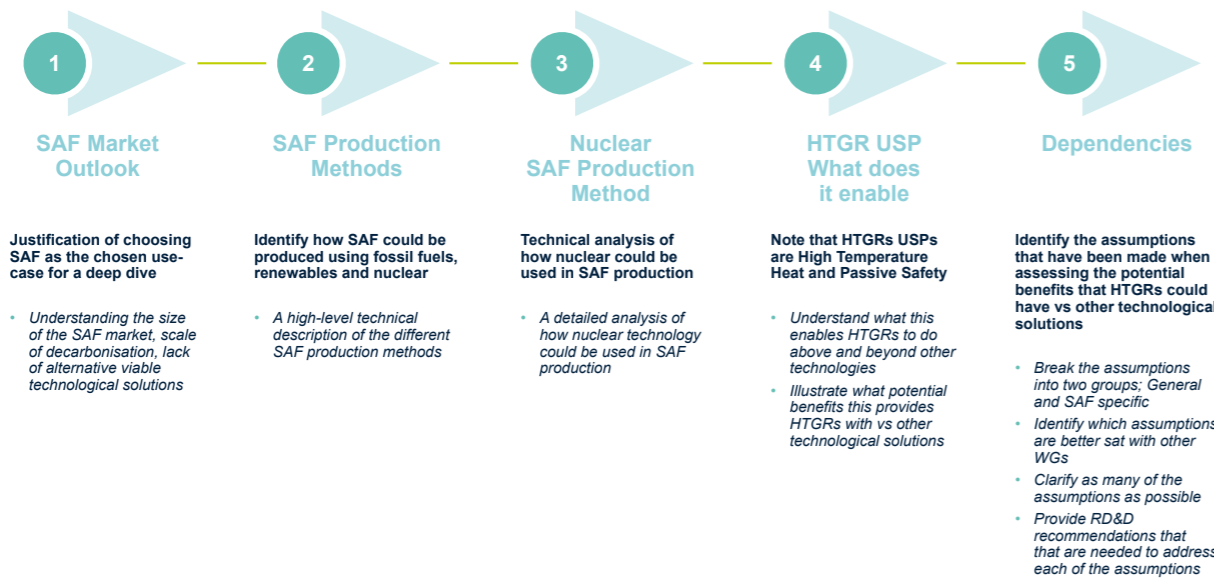 1
SAF Market
Outlook
Justification of choosing
SAF as the chosen use-
case for a deep dive
• Understanding the size
of the SAF market, scale
of decarbonisation, lack
of alternative viable
technological solutions
2
SAF Production
Methods
Identify how SAF could be
produced using fossil fuels,
renewables and nuclear
• A high-level technical
description of the different
SAF production methods
3
Nuclear
SAF Production
Method
Technical analysis of
how nuclear could be
used in SAF production
• A detailed analysis of
how nuclear technology
could be used in SAF
production
4
HTGR USP
What does
it enable
Note that HTGRs USPs
are High Temperature
Heat and Passive Safety
• Understand what this
enables HTGRs to do
above and beyond other
technologies
• Illustrate what potential
benefits this provides
HTGRs with vs other
technological solutions
5
Dependencies
Identify the assumptions
that have been made when
assessing the potential
benefits that HTGRs could
have vs other technological
solutions
• Break the assumptions
into two groups; General
and SAF specific
• Identify which assumptions
are better sat with other
WGs
• Clarify as many of the
assumptions as possible
• Provide RD&D
recommendations that
that are needed to address
each of the assumptions